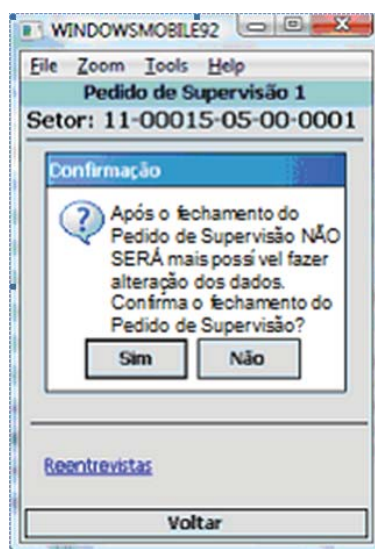 WINDOWSMOBILE92
File Zoom Tools Help
Pedido de Supervisão 1
Setor: 11-00015-05-00-0001
Confirmação
Após o fechamento do
Pedido de Supervisão NÃO
SERÁ mais possível fazer
alteração dos dados.
Confirma o fechamento do
Pedido de Supervisão?
Sim Não
Reentrevistas
Voltar